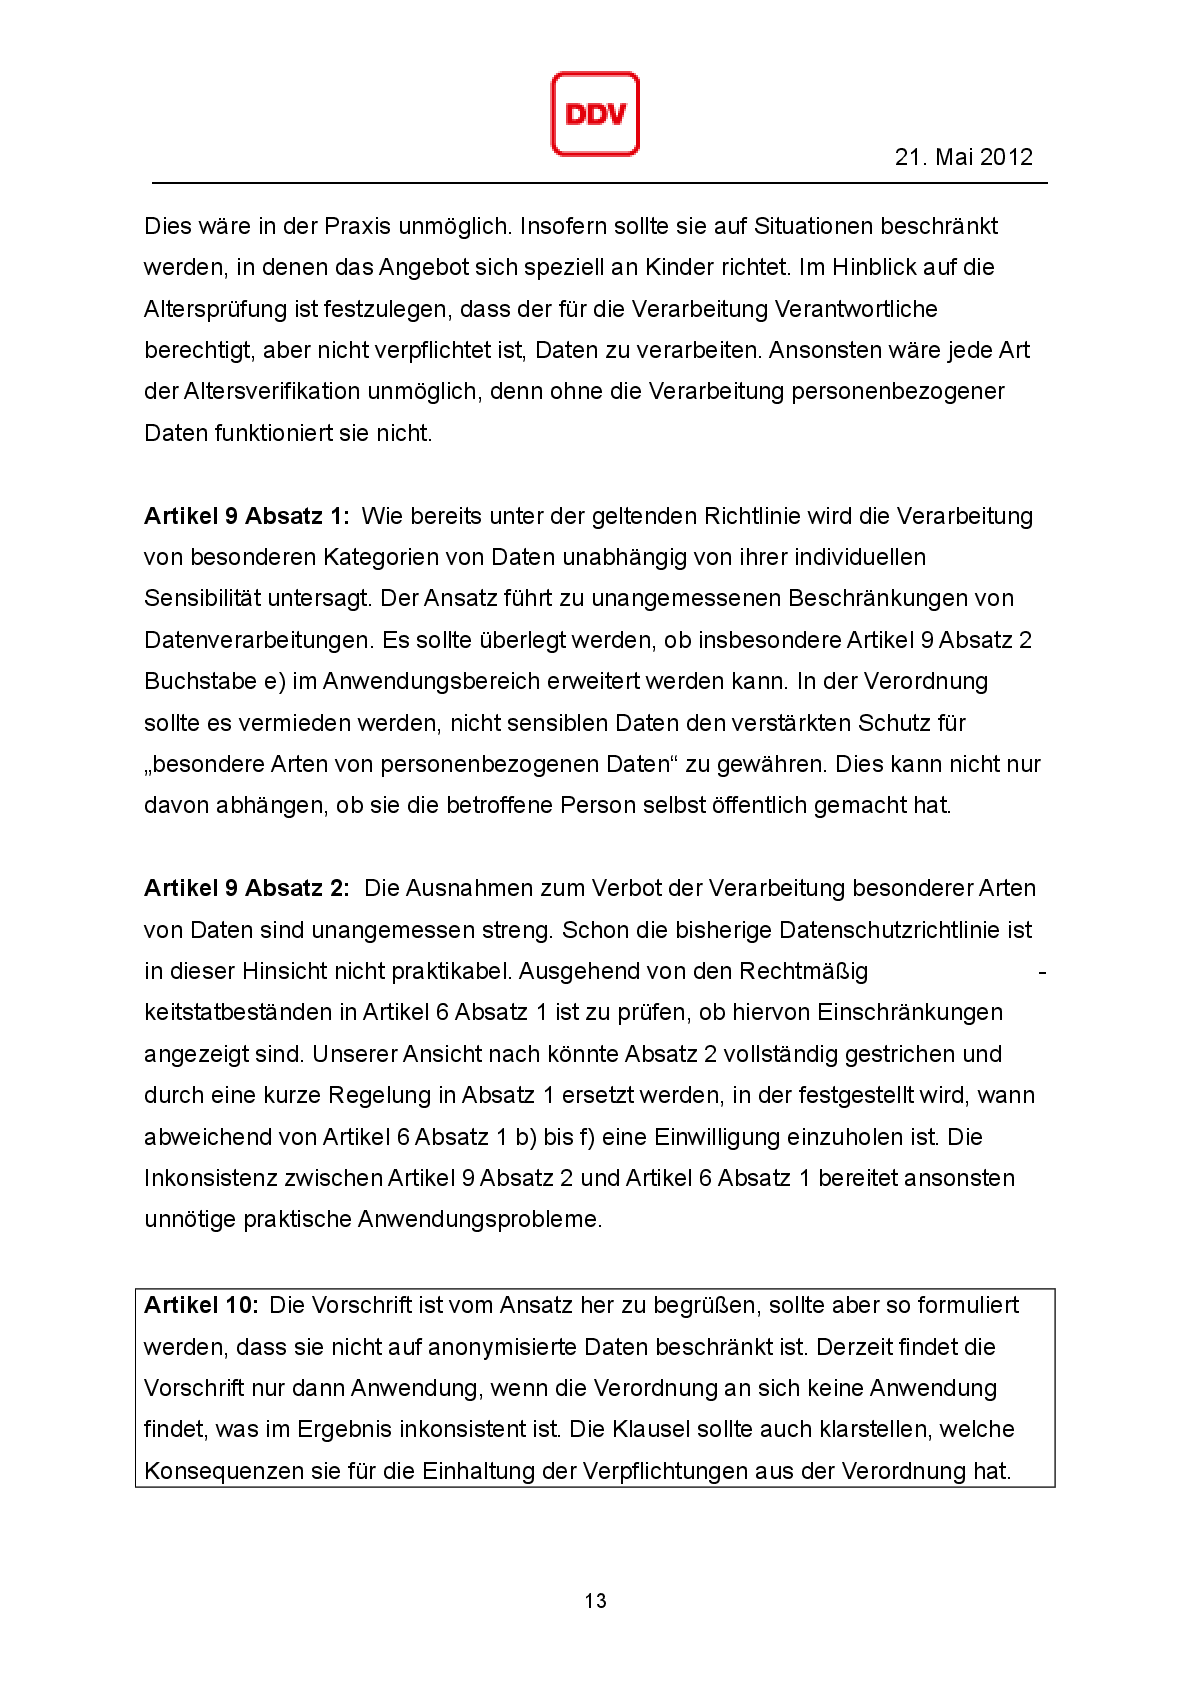 DDV
21. Mai 2012
Dies wäre in der Praxis unmöglich. Insofern sollte sie auf Situationen beschränkt
werden, in denen das Angebot sich speziell an Kinder richtet. Im Hinblick auf die
Altersprüfung ist festzulegen, dass der für die Verarbeitung Verantwortliche
berechtigt, aber nicht verpflichtet ist, Daten zu verarbeiten. Ansonsten wäre jede Art
der Altersverifikation unmöglich, denn ohne die Verarbeitung personenbezogener
Daten funktioniert sie nicht.
Artikel 9 Absatz 1: Wie bereits unter der geltenden Richtlinie wird die Verarbeitung
von besonderen Kategorien von Daten unabhängig von ihrer individuellen
Sensibilität untersagt. Der Ansatz führt zu unangemessenen Beschränkungen von
Datenverarbeitungen. Es sollte überlegt werden, ob insbesondere Artikel 9 Absatz 2
Buchstabe e) im Anwendungsbereich erweitert werden kann. In der Verordnung
sollte es vermieden werden, nicht sensiblen Daten den verstärkten Schutz für
„besondere Arten von personenbezogenen Daten“ zu gewähren. Dies kann nicht nur
davon abhängen, ob sie die betroffene Person selbst öffentlich gemacht hat.
Artikel 9 Absatz 2: Die Ausnahmen zum Verbot der Verarbeitung besonderer Arten
von Daten sind unangemessen streng. Schon die bisherige Datenschutzrichtlinie ist
in dieser Hinsicht nicht praktikabel. Ausgehend von den Rechtmäßig -
keitstatbeständen in Artikel 6 Absatz 1 ist zu prüfen, ob hiervon Einschränkungen
angezeigt sind. Unserer Ansicht nach könnte Absatz 2 vollständig gestrichen und
durch eine kurze Regelung in Absatz 1 ersetzt werden, in der festgestellt wird, wann
abweichend von Artikel 6 Absatz 1 b) bis f) eine Einwilligung einzuholen ist. Die
Inkonsistenz zwischen Artikel 9 Absatz 2 und Artikel 6 Absatz 1 bereitet ansonsten
unnötige praktische Anwendungsprobleme.
Artikel 10: Die Vorschrift ist vom Ansatz her zu begrüßen, sollte aber so formuliert
werden, dass sie nicht auf anonymisierte Daten beschränkt ist. Derzeit findet die
Vorschrift nur dann Anwendung, wenn die Verordnung an sich keine Anwendung
findet, was im Ergebnis inkonsistent ist. Die Klausel sollte auch klarstellen, welche
Konsequenzen sie für die Einhaltung der Verpflichtungen aus der Verordnung hat.
13